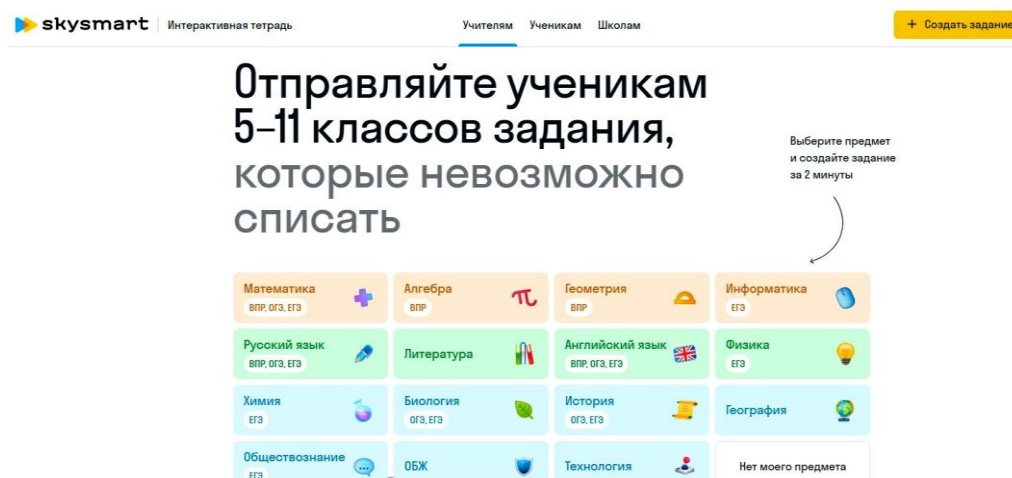 skysmart Интерактивная тетрадь
Учителям Ученикам Школам
+ Создать задание
Отправляйте ученикам
5–11 классов задания,
которые невозможно
списать
Выберите предмет
и создайте задание
за 2 минуты
Математика
ВПР, ОГЭ, ЕГЭ
Алгебра
ВПР
Геометрия
ВПР
Информатика
ЕГЭ
Русский язык
ВПР, ОГЭ, ЕГЭ
Литература
Английский язык
ВПР, ОГЭ, ЕГЭ
Физика
ЕГЭ
Химия
ЕГЭ
Биология
ОГЭ, ЕГЭ
История
ОГЭ, ЕГЭ
География
Обществознание
ЕГЭ
ОБЖ
Технология
Нет моего предмета